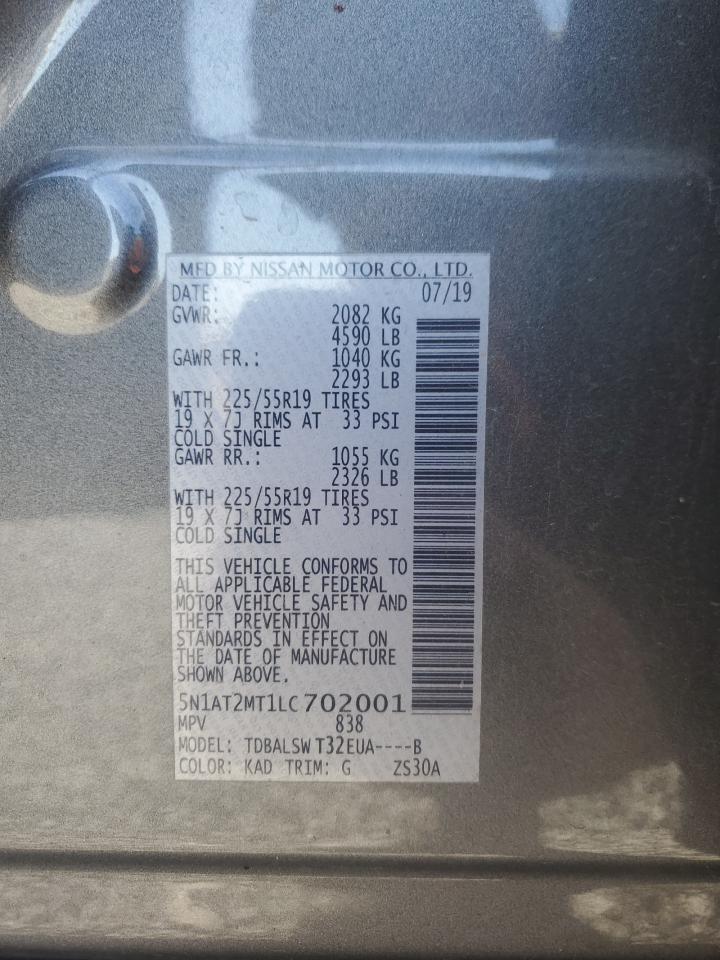 MFD BY NISSAN MOTOR CO., LTD.
DATE: 07/19
GVWR: 2082 KG
4590 LB
GAWR FR.: 1040 KG
2293 LB
WITH 225/55R19 TIRES
19 X 7J RIMS AT 33 PSI
COLD SINGLE
GAWR RR.: 1055 KG
2326 LB
WITH 225/55R19 TIRES
19 X 7J RIMS AT 33 PSI
COLD SINGLE
THIS VEHICLE CONFORMS TO
ALL APPLICABLE FEDERAL
MOTOR VEHICLE SAFETY AND
THEFT PREVENTION
STANDARDS IN EFFECT ON
THE DATE OF MANUFACTURE
SHOWN ABOVE.
5N1AT2MT1LC702001
MPV 838
MODEL: TDBALSW T32EUA----B
COLOR: KAD TRIM: G ZS30A